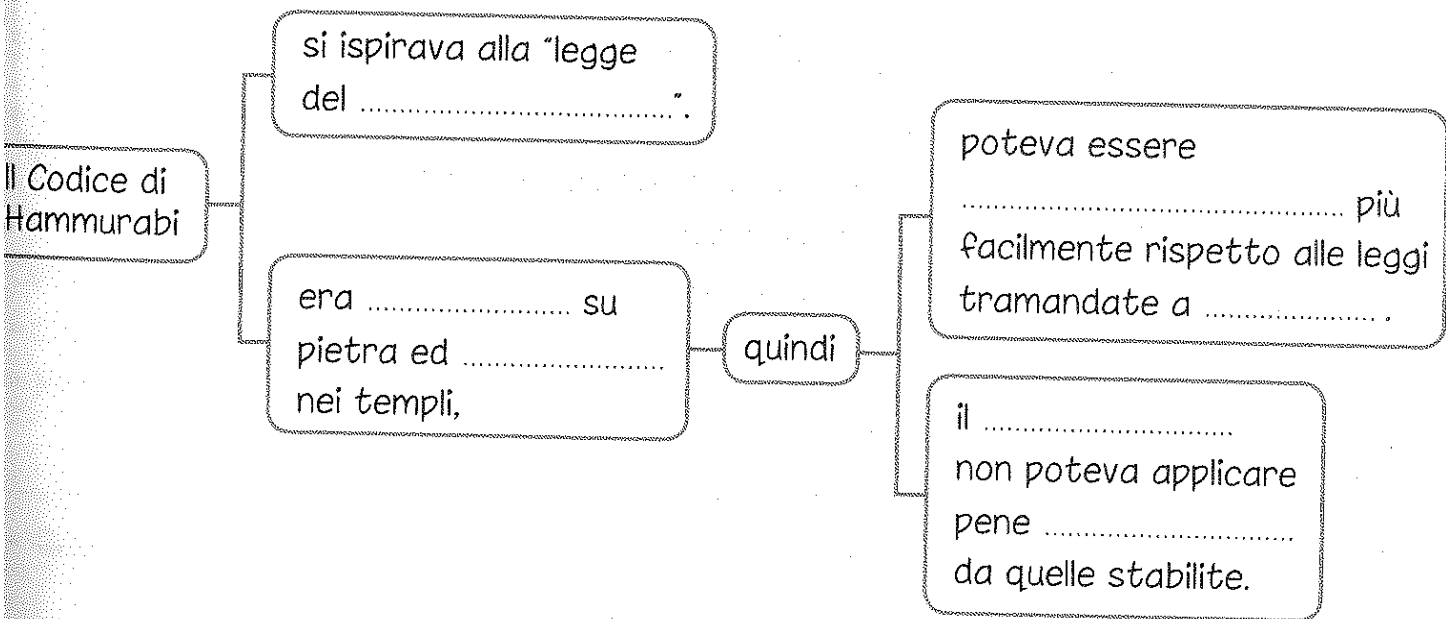 Il Codice di
Hammurabi
si ispirava alla "legge
del ............................................".
era .......................... su
pietra ed ..........................
nei templi,
quindi
poteva essere
.................................................. più
facilmente rispetto alle leggi
tramandate a ...................... .
il ................................
non poteva applicare
pene ................................
da quelle stabilite.